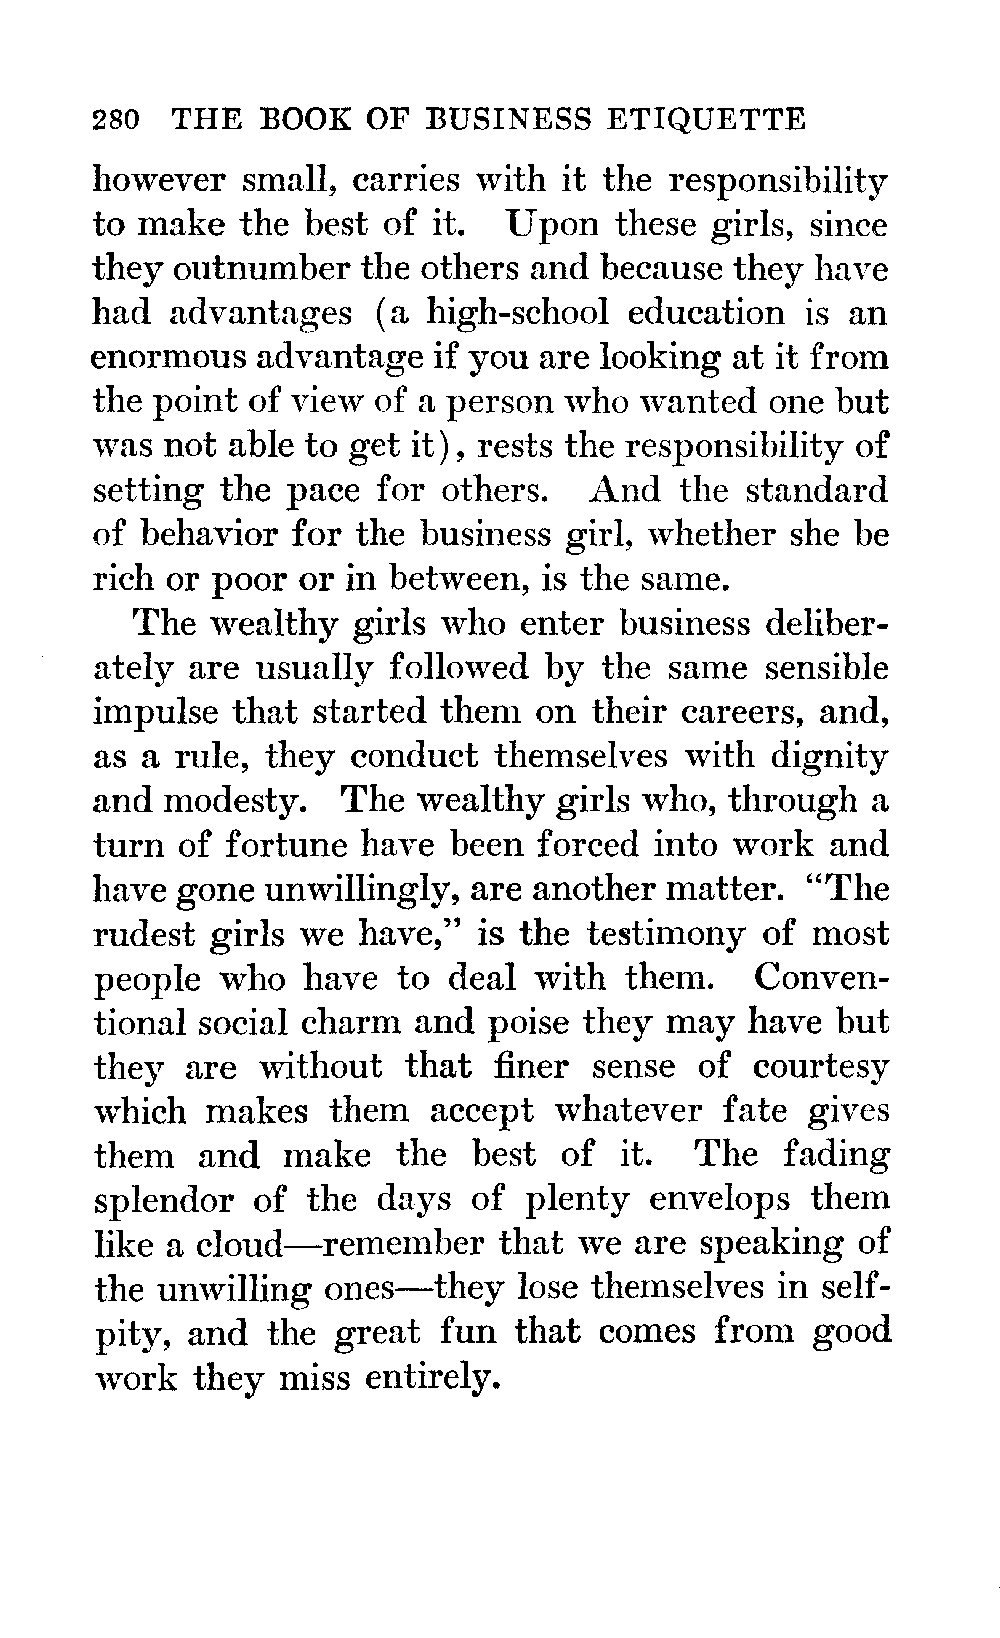 280 THE BOOK OF BUSINESS ETIQUETTE
however small, carries with it the responsibility
to make the best of it. Upon these girls, since
they outnumber the others and because they have
had advantages (a high-school education is an
enormous advantage if you are looking at it from
the point of view of a person who wanted one but
was not able to get it), rests the responsibility of
setting the pace for others. And the standard
of behavior for the business girl, whether she be
rich or poor or in between, is the same.
The wealthy girls who enter business deliber-
ately are usually followed by the same sensible
impulse that started them on their careers, and,
as a rule, they conduct themselves with dignity
and modesty. The wealthy girls who, through a
turn of fortune have been forced into work and
have gone unwillingly, are another matter. “The
rudest girls we have,” is the testimony of most
people who have to deal with them. Conven-
tional social charm and poise they may have but
they are without that finer sense of courtesy
which makes them accept whatever fate gives
them and make the best of it. The fading
splendor of the days of plenty envelops them
like a cloud—remember that we are speaking of
the unwilling ones—they lose themselves in self-
pity, and the great fun that comes from good
work they miss entirely.